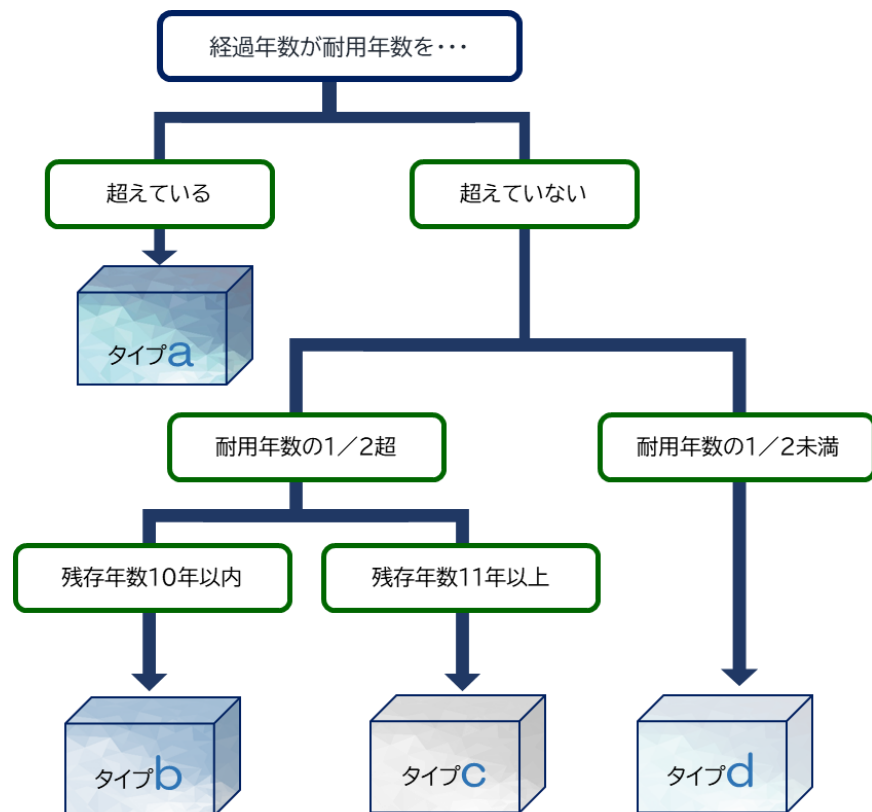 経過年数が耐用年数を・・・
超えている
超えていない
タイプa
耐用年数の1／2超
耐用年数の1／2未満
残存年数10年以内
残存年数11年以上
タイプb
タイプc
タイプd